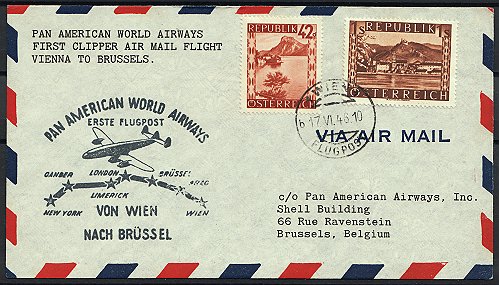 PAN AMERICAN WORLD AIRWAYS
FIRST CLIPPER AIR MAIL FLIGHT
VIENNA TO BRUSSELS.
REPUBLIK 42
ÖSTERREICH
REPUBLIK 1S
ÖSTERREICH
WIEN
b 17.VI.46.10
FLUGPOST
VIA AIR MAIL
PAN AMERICAN WORLD AIRWAYS
ERSTE FLUGPOST
GANDER LONDON BRÜSSEL
LIMERICK
NEW YORK WIEN
VON WIEN
NACH BRÜSSEL
c/o Pan American Airways, Inc.
Shell Building
66 Rue Ravenstein
Brussels, Belgium